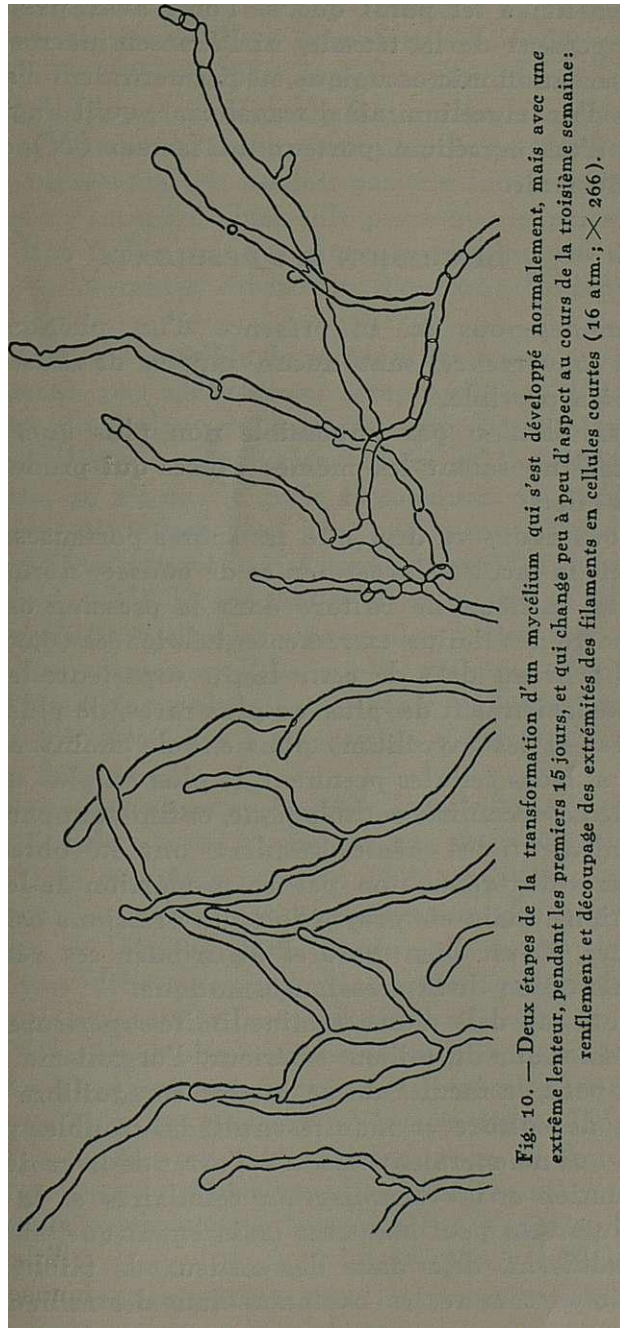 Fig. 10. — Deux étapes de la transformation d'un mycélium qui s'est développé normalement, mais avec une
extrême lenteur, pendant les premiers 15 jours, et qui change peu à peu d'aspect au cours de la troisième semaine:
renflement et découpage des extrémités des filaments en cellules courtes (16 atm.; × 266).